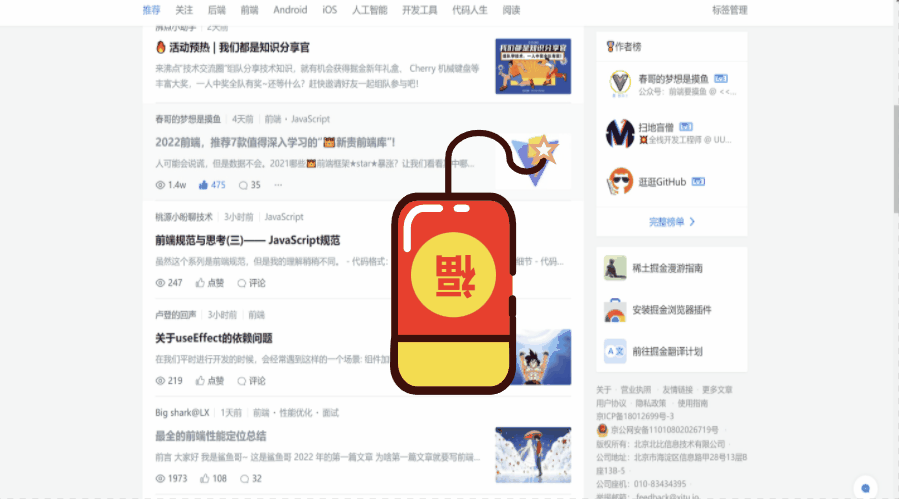 推荐 关注 后端 前端 Android iOS 人工智能 开发工具 代码人生 阅读 标签管理
🔥 活动预热 | 我们都是知识分享官
来沸点"技术交流圈"组队分享技术知识，就有机会获得掘金新年礼盒、 Cherry 机械键盘等
丰富大奖，一人中奖全队有奖~还等什么？赶快邀请好友一起组队参与吧！
春哥的梦想是摸鱼 4天前 前端 · JavaScript
2022前端，推荐7款值得深入学习的"新贵前端库"！
人可能会说谎，但是数据不会。2021哪些前端框架★star★暴涨？让我们看看
1.4w 475 35 ···
桃源小盼聊技术 3小时前 JavaScript
前端规范与思考(三)—— JavaScript规范
虽然这个系列是前端规范，但是我的理解稍稍不同。 - 代码格式：
细节 - 代码...
247 点赞 评论
卢登的回声 3小时前 前端
关于useEffect的依赖问题
在我们平时进行开发的时候，会经常遇到这样的一个场景: 组件加
219 点赞 评论
Big shark@LX 1天前 前端 · 性能优化 · 面试
最全的前端性能定位总结
前言 大家好 我是鲨鱼哥~ 这是鲨鱼哥 2022 年的第一篇文章 为啥第一篇文章就要写前端...
1973 108 32
福
我们都是知识分享官
作者榜
春哥的梦想是摸鱼
公众号：前端要摸鱼 @ <<...
扫地盲僧
全线开发工程师 @ UU...
逛逛GitHub
完整榜单 >
稀土掘金漫游指南
安装掘金浏览器插件
A 文 前往掘金翻译计划
关于 营业执照 友情链接 更多文章
用户协议 隐私政策 使用指南
京ICP备18012699号-3
京公网安备11010802026719号
版权所有：北京北比信息技术有限公司
公司地址：北京市海淀区信息路甲28号13层B
座13B-5
公司座机：010-83434395